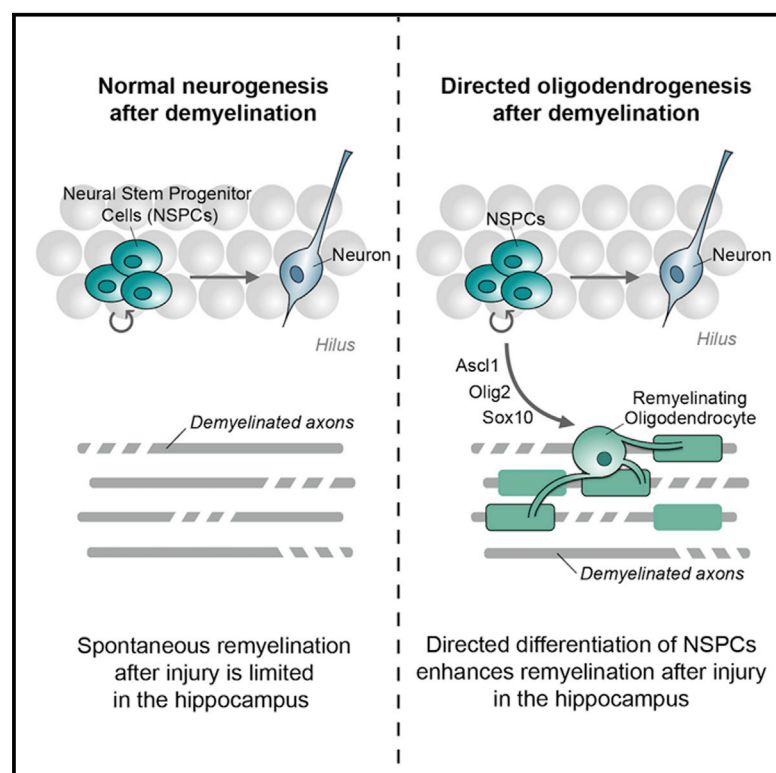 Normal neurogenesis
after demyelination
Neural Stem Progenitor
Cells (NSPCs)
Neuron
Hilus
Demyelinated axons
Spontaneous remyelination
after injury is limited
in the hippocampus
Directed oligodendrogenesis
after demyelination
NSPCs
Neuron
Hilus
Ascl1
Olig2
Sox10
Remyelinating
Oligodendrocyte
Demyelinated axons
Directed differentiation of NSPCs
enhances remyelination after injury
in the hippocampus